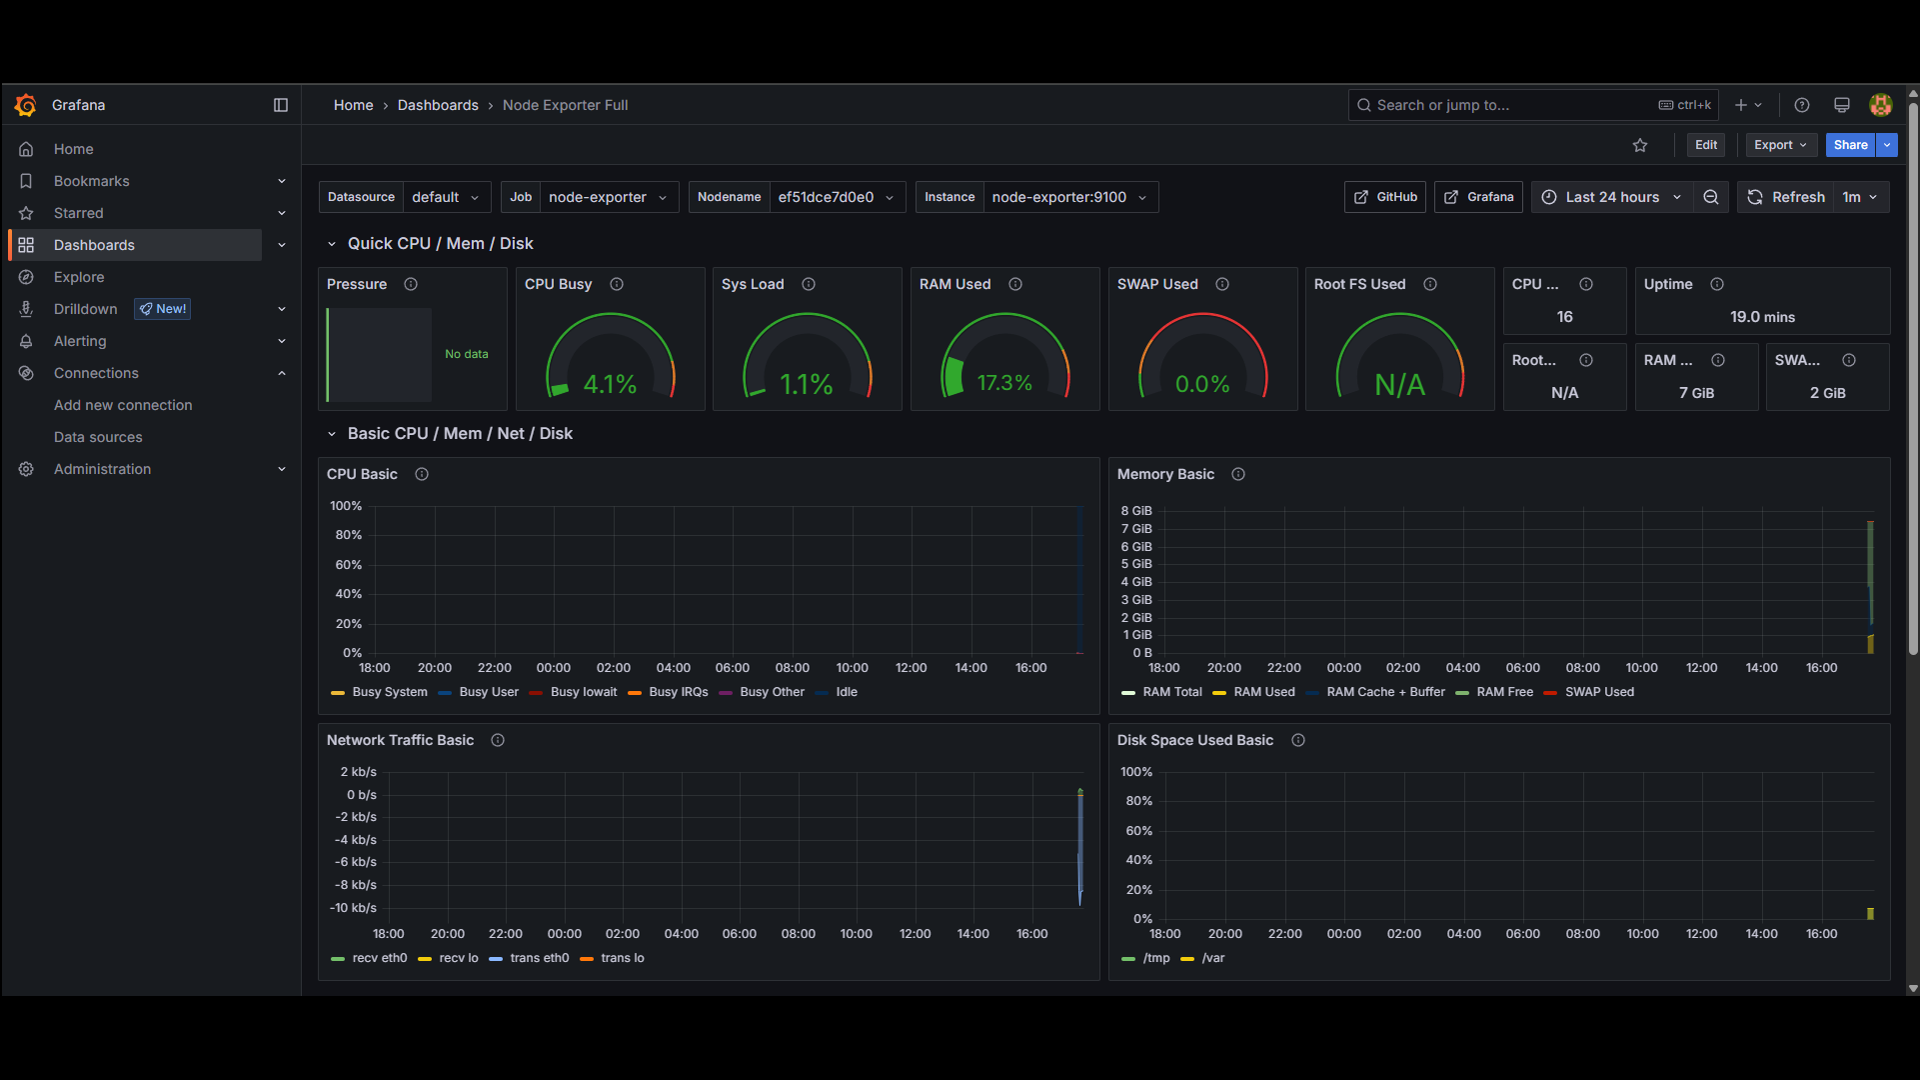 Grafana
Home › Dashboards › Node Exporter Full
Search or jump to...
ctrl+k
Home
Bookmarks
Starred
Dashboards
Explore
Drilldown New!
Alerting
Connections
Add new connection
Data sources
Administration
Edit
Export
Share
Datasource default
Job node-exporter
Nodename ef51dce7d0e0
Instance node-exporter:9100
GitHub
Grafana
Last 24 hours
Refresh 1m
Quick CPU / Mem / Disk
Pressure
No data
CPU Busy
4.1%
Sys Load
1.1%
RAM Used
17.3%
SWAP Used
0.0%
Root FS Used
N/A
CPU ...
16
Uptime
19.0 mins
Root...
N/A
RAM ...
7 GiB
SWA...
2 GiB
Basic CPU / Mem / Net / Disk
CPU Basic
100%
80%
60%
40%
20%
0%
18:00 20:00 22:00 00:00 02:00 04:00 06:00 08:00 10:00 12:00 14:00 16:00
Busy System Busy User Busy Iowait Busy IRQs Busy Other Idle
Memory Basic
8 GiB
7 GiB
6 GiB
5 GiB
4 GiB
3 GiB
2 GiB
1 GiB
0 B
18:00 20:00 22:00 00:00 02:00 04:00 06:00 08:00 10:00 12:00 14:00 16:00
RAM Total RAM Used RAM Cache + Buffer RAM Free SWAP Used
Network Traffic Basic
2 kb/s
0 b/s
-2 kb/s
-4 kb/s
-6 kb/s
-8 kb/s
-10 kb/s
18:00 20:00 22:00 00:00 02:00 04:00 06:00 08:00 10:00 12:00 14:00 16:00
recv eth0 recv lo trans eth0 trans lo
Disk Space Used Basic
100%
80%
60%
40%
20%
0%
18:00 20:00 22:00 00:00 02:00 04:00 06:00 08:00 10:00 12:00 14:00 16:00
/tmp /var